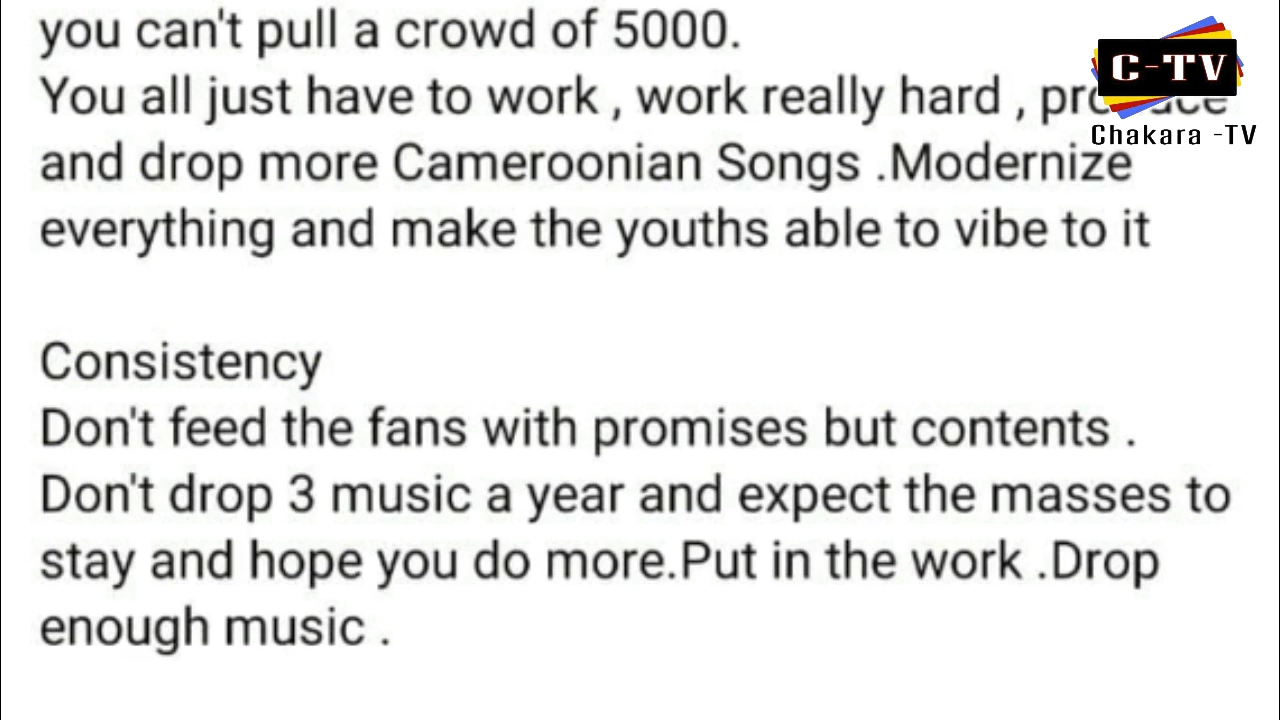 you can't pull a crowd of 5000.
You all just have to work , work really hard , produce
and drop more Cameroonian Songs .Modernize
everything and make the youths able to vibe to it
Consistency
Don't feed the fans with promises but contents .
Don't drop 3 music a year and expect the masses to
stay and hope you do more.Put in the work .Drop
enough music .
C-TV
Chakara -TV